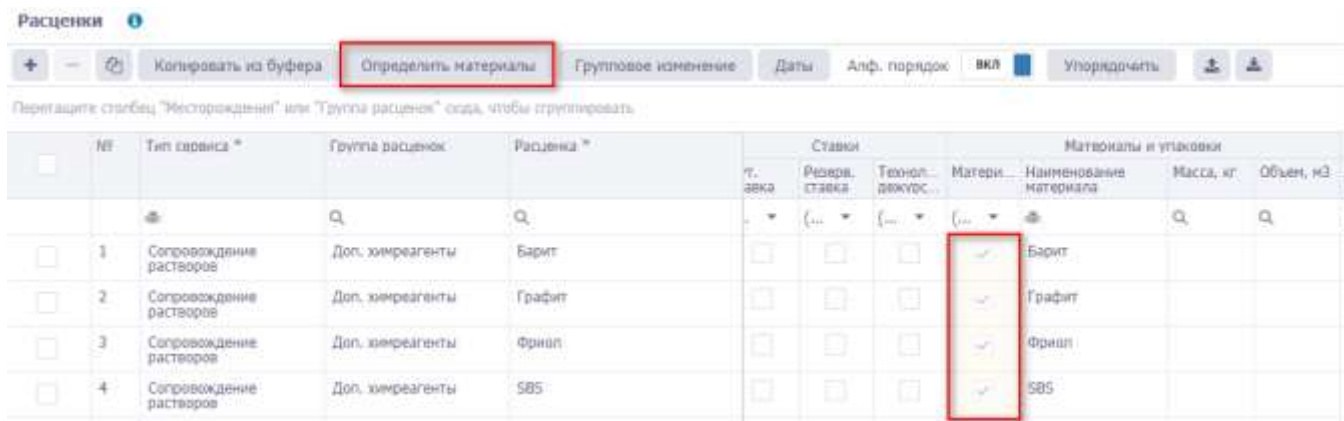 Расценки
Копировать из буфера Определить материалы Групповое изменение Даты Алф. порядок ВКЛ Упорядочить
Перетащите столбец "Месторождения" или "Группа расценок" сюда, чтобы сгруппировать
Ставки Материалы и упаковки
№ Тип сервиса * Группа расценок Расценка * Резерв. ставка Технол... дежурс... Матери... Наименование материала Масса, кг Объем, м3
(... (... (...
1 Сопровождение растворов Доп. химреагенты Барит Барит
2 Сопровождение растворов Доп. химреагенты Графит Графит
3 Сопровождение растворов Доп. химреагенты Фриол Фриол
4 Сопровождение растворов Доп. химреагенты SBS SBS